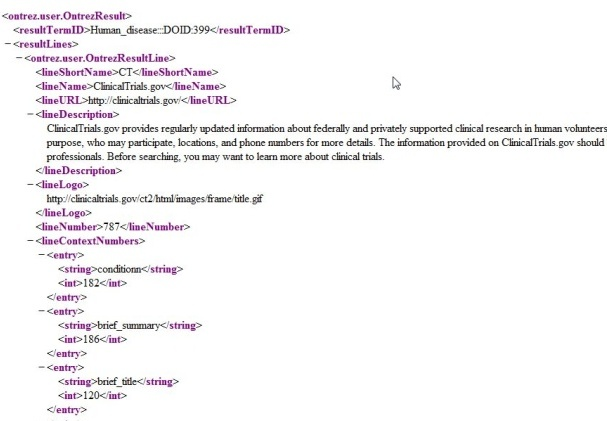 <ontrez.user.OntrezResult>
<resultTermID>Human_disease::DOID:399</resultTermID>
−<resultLines>
−<ontrez.user.OntrezResultLine>
<lineShortName>CT</lineShortName>
<lineName>ClinicalTrials.gov</lineName>
<lineURL>http://clinicaltrials.gov/</lineURL>
−<lineDescription>
ClinicalTrials.gov provides regularly updated information about federally and privately supported clinical research in human volunteers
purpose, who may participate, locations, and phone numbers for more details. The information provided on ClinicalTrials.gov should
professionals. Before searching, you may want to learn more about clinical trials.
</lineDescription>
−<lineLogo>
http://clinicaltrials.gov/ct2/html/images/frame/title.gif
</lineLogo>
<lineNumber>787</lineNumber>
−<lineContextNumbers>
−<entry>
<string>conditionn</string>
<int>182</int>
</entry>
−<entry>
<string>brief_summary</string>
<int>186</int>
</entry>
−<entry>
<string>brief_title</string>
<int>120</int>
</entry>